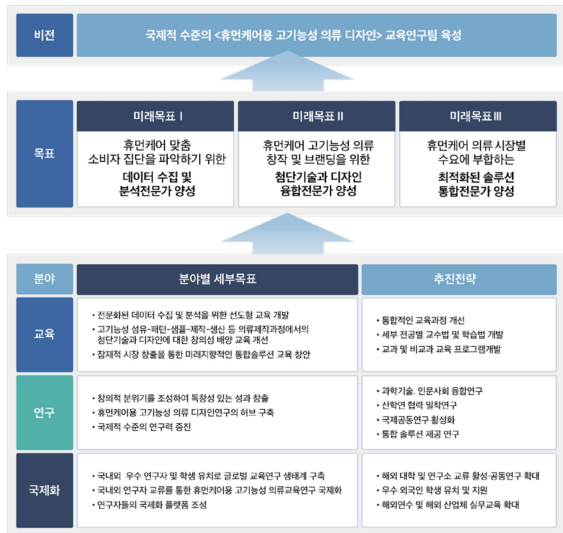 비전
국제적 수준의 <휴먼케어용 고기능성 의류 디자인> 교육연구팀 육성
목표
미래목표 I
휴먼케어 맞춤
소비자 집단을 파악하기 위한
데이터 수집 및
분석전문가 양성
미래목표 II
휴먼케어 고기능성 의류
창작 및 브랜딩을 위한
첨단기술과 디자인
융합전문가 양성
미래목표 III
휴먼케어 의류 시장별
수요에 부합하는
최적화된 솔루션
통합전문가 양성
분야
분야별 세부목표
추진전략
교육
• 전문화된 데이터 수집 및 분석을 위한 선도형 교육 개발
• 고기능성 섬유-패턴-샘플-제작-생산 등 의류제작과정에서의
첨단기술과 디자인에 대한 창의성 배양 교육 개선
• 잠재적 시장 창출을 통한 미래지향적인 통합솔루션 교육 창안
• 통합적인 교육과정 개선
• 세부 전공별 교수법 및 학습법 개발
• 교과 및 비교과 교육 프로그램개발
연구
• 창의적 분위기를 조성하여 독창성 있는 성과 창출
• 휴먼케어용 고기능성 의류 디자인연구의 허브 구축
• 국제적 수준의 연구력 증진
• 과학기술. 인문사회 융합연구
• 산학연 협력 밀착연구
• 국제공동연구 활성화
• 통합 솔루션 제공 연구
국제화
• 국내외 우수 연구자 및 학생 유치로 글로벌 교육연구 생태계 구축
• 국내외 연구자 교류를 통한 휴먼케어용 고기능성 의류교육연구 국제화
• 연구자들의 국제화 플랫폼 조성
• 해외 대학 및 연구소 교류 활성·공동연구 확대
• 우수 외국인 학생 유치 및 지원
• 해외연수 및 해외 산업체 실무교육 확대